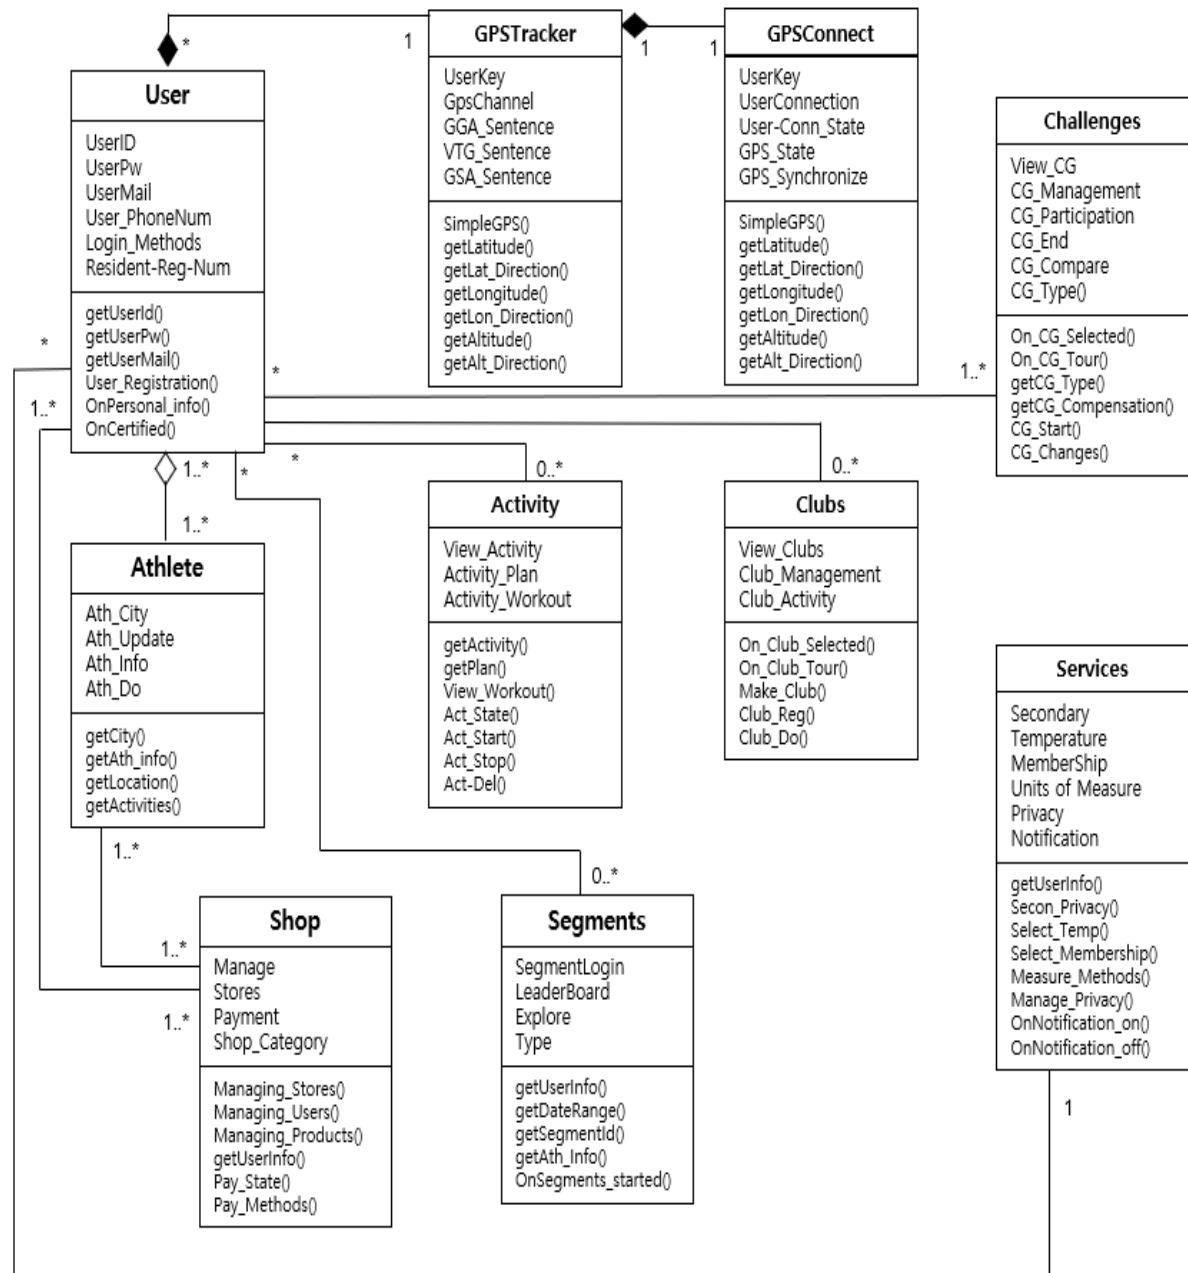 *
1
GPSTracker
UserKey
GpsChannel
GGA_Sentence
VTG_Sentence
GSA_Sentence
SimpleGPS()
getLatitude()
getLat_Direction()
getLongitude()
getLon_Direction()
getAltitude()
getAlt_Direction()
1
1
GPSConnect
UserKey
UserConnection
User-Conn_State
GPS_State
GPS_Synchronize
SimpleGPS()
getLatitude()
getLat_Direction()
getLongitude()
getLon_Direction()
getAltitude()
getAlt_Direction()
User
UserID
UserPw
UserMail
User_PhoneNum
Login_Methods
Resident-Reg-Num
getUserId()
getUserPw()
getUserMail()
User_Registration()
OnPersonal_info()
OnCertified()
*
1..*
*
1..*
Challenges
View_CG
CG_Management
CG_Participation
CG_End
CG_Compare
CG_Type()
On_CG_Selected()
On_CG_Tour()
getCG_Type()
getCG_Compensation()
CG_Start()
CG_Changes()
1..*
*
*
0..*
0..*
1..*
Athlete
Ath_City
Ath_Update
Ath_Info
Ath_Do
getCity()
getAth_info()
getLocation()
getActivities()
Activity
View_Activity
Activity_Plan
Activity_Workout
getActivity()
getPlan()
View_Workout()
Act_State()
Act_Start()
Act_Stop()
Act-Del()
Clubs
View_Clubs
Club_Management
Club_Activity
On_Club_Selected()
On_Club_Tour()
Make_Club()
Club_Reg()
Club_Do()
Services
Secondary
Temperature
MemberShip
Units of Measure
Privacy
Notification
getUserInfo()
Secon_Privacy()
Select_Temp()
Select_Membership()
Measure_Methods()
Manage_Privacy()
OnNotification_on()
OnNotification_off()
1
1..*
0..*
1..*
1..*
Shop
Manage
Stores
Payment
Shop_Category
Managing_Stores()
Managing_Users()
Managing_Products()
getUserInfo()
Pay_State()
Pay_Methods()
Segments
SegmentLogin
LeaderBoard
Explore
Type
getUserInfo()
getDateRange()
getSegmentId()
getAth_Info()
OnSegments_started()